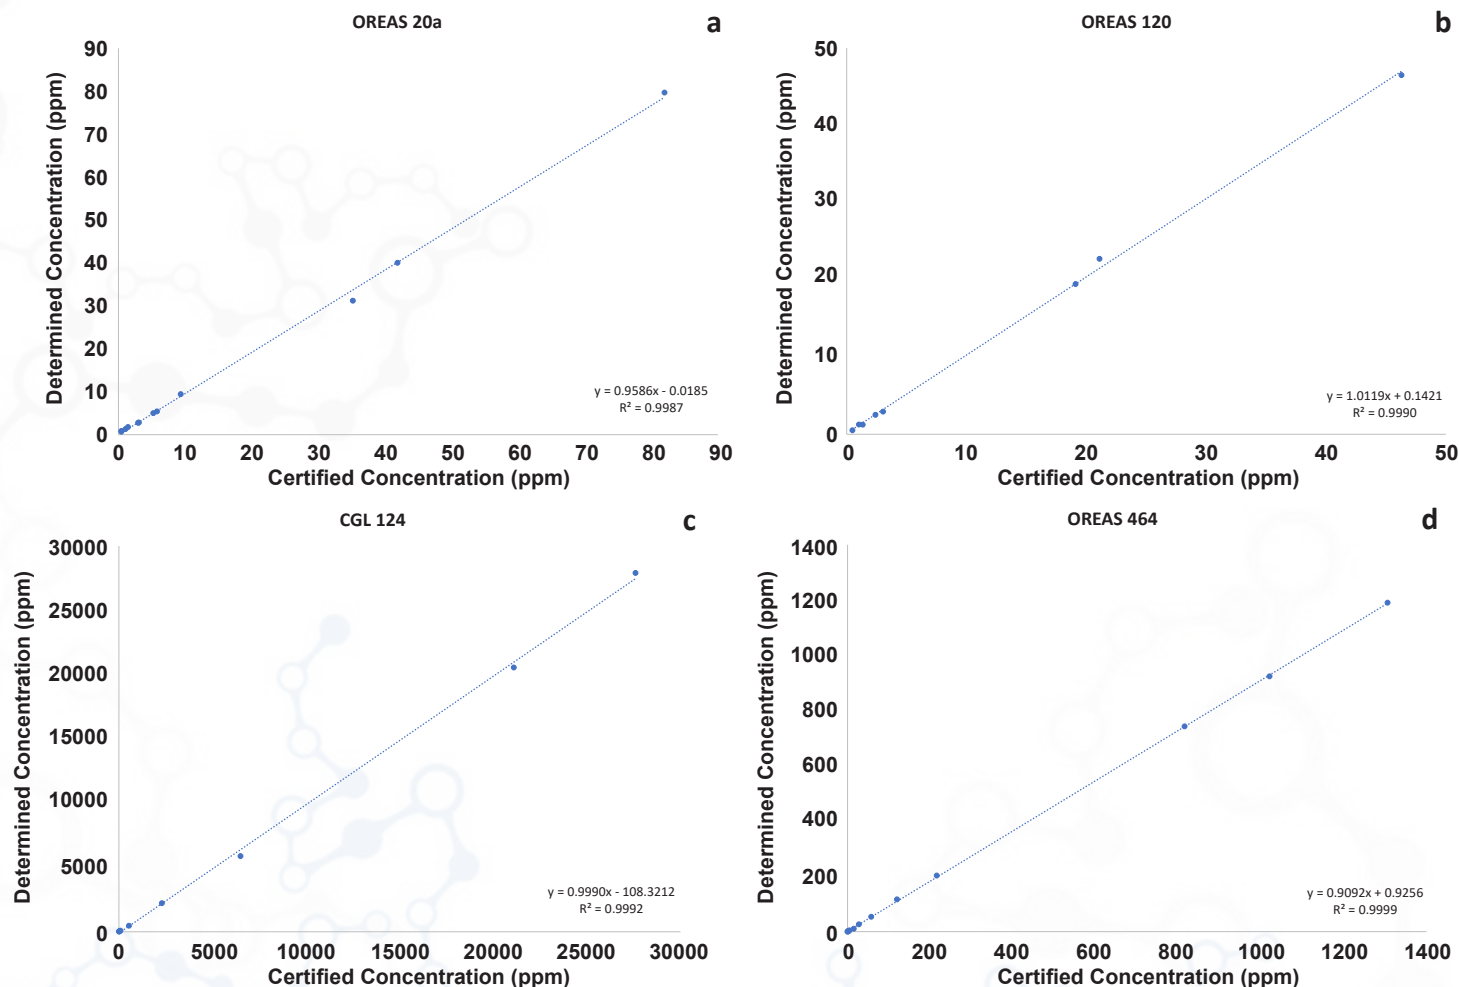 OREAS 20a
a
90
80
70
60
50
40
30
20
10
0
Determined Concentration (ppm)
y = 0.9586x - 0.0185
R² = 0.9987
0 10 20 30 40 50 60 70 80 90
Certified Concentration (ppm)
OREAS 120
b
50
40
30
20
10
0
Determined Concentration (ppm)
y = 1.0119x + 0.1421
R² = 0.9990
0 10 20 30 40 50
Certified Concentration (ppm)
CGL 124
c
30000
25000
20000
15000
10000
5000
0
Determined Concentration (ppm)
y = 0.9990x - 108.3212
R² = 0.9992
0 5000 10000 15000 20000 25000 30000
Certified Concentration (ppm)
OREAS 464
d
1400
1200
1000
800
600
400
200
0
Determined Concentration (ppm)
y = 0.9092x + 0.9256
R² = 0.9999
0 200 400 600 800 1000 1200 1400
Certified Concentration (ppm)